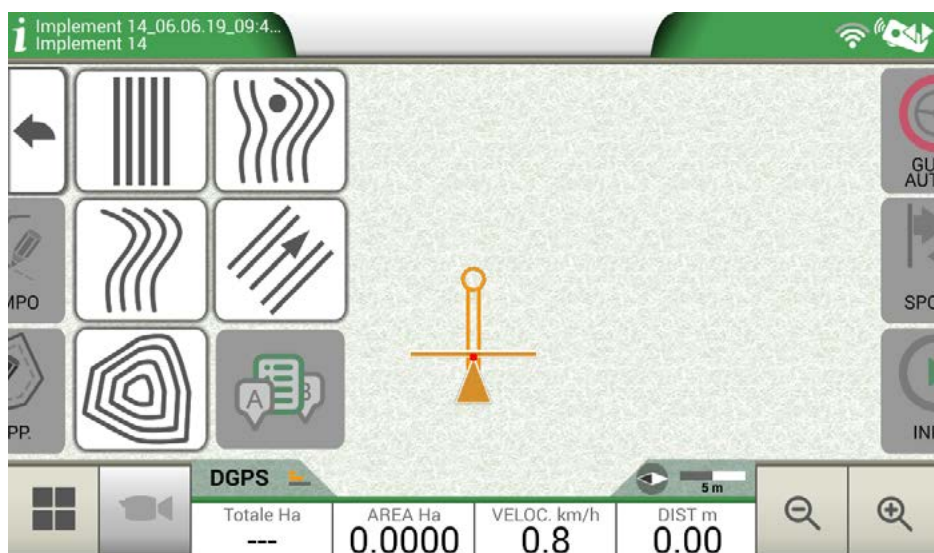 Implement 14_06.06.19_09:4...
Implement 14
GU
AUT
MPO
SPO
A
B
PP.
INI
DGPS
5 m
Totale Ha
---
AREA Ha
0.0000
VELOC. km/h
0.8
DIST m
0.00